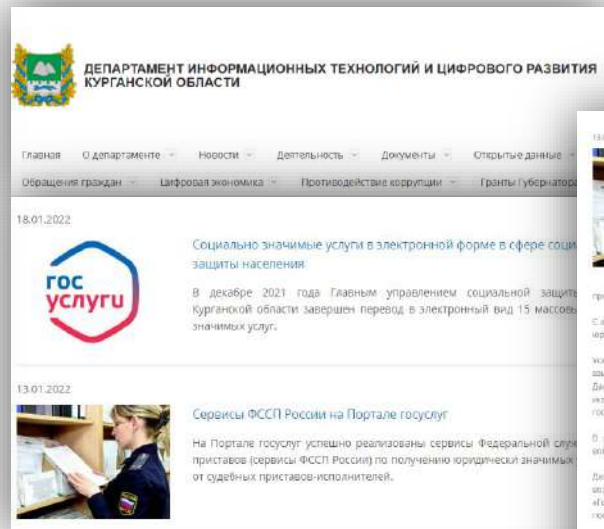 ДЕПАРТАМЕНТ ИНФОРМАЦИОННЫХ ТЕХНОЛОГИЙ И ЦИФРОВОГО РАЗВИТИЯ
КУРГАНСКОЙ ОБЛАСТИ
Главная О департаменте Новости Деятельность Документы Открытые данные
Обращения граждан Цифровая экономика Противодействие коррупции Гранты Губернатора
18.01.2022
гос
услуги
Социально значимые услуги в электронной форме в сфере
защиты населения
В декабре 2021 года Главным управлением социальной
Курганской области завершен перевод в электронный вид 15
значимых услуг.
13.01.2022
Сервисы ФССП России на Портале госуслуг
На Портале госуслуг успешно реализованы сервисы Федеральной
приставов (сервисы ФССП России) по получению юридически значимых
от судебных приставов-исполнителей.